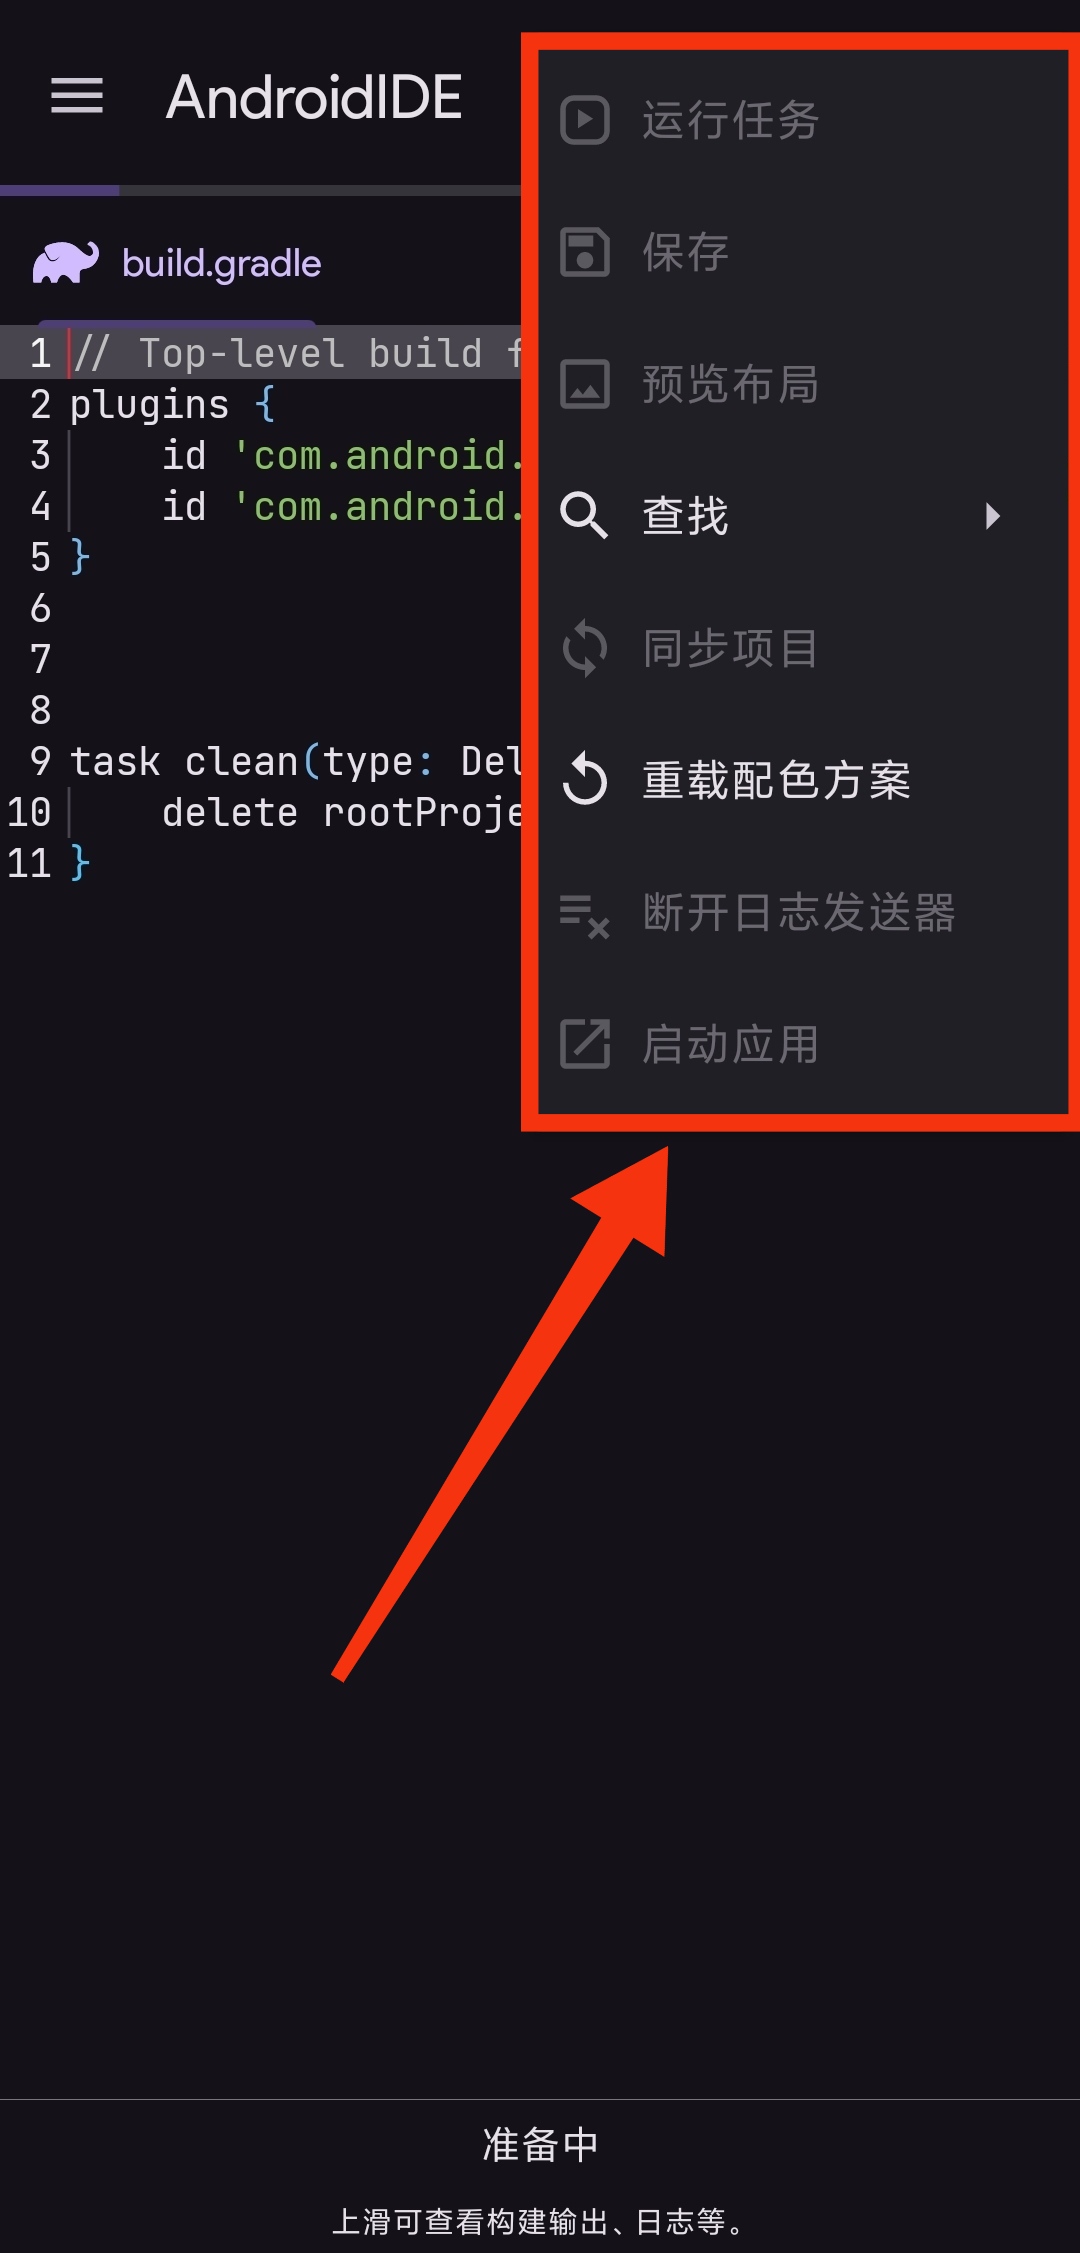 AndroidIDE
build.gradle
1 // Top-level build f
2 plugins {
3     id 'com.android.
4     id 'com.android.
5 }
6
7
8
9 task clean(type: Del
10     delete rootProje
11 }
运行任务
保存
预览布局
查找
同步项目
重载配色方案
断开日志发送器
启动应用
准备中
上滑可查看构建输出、日志等。